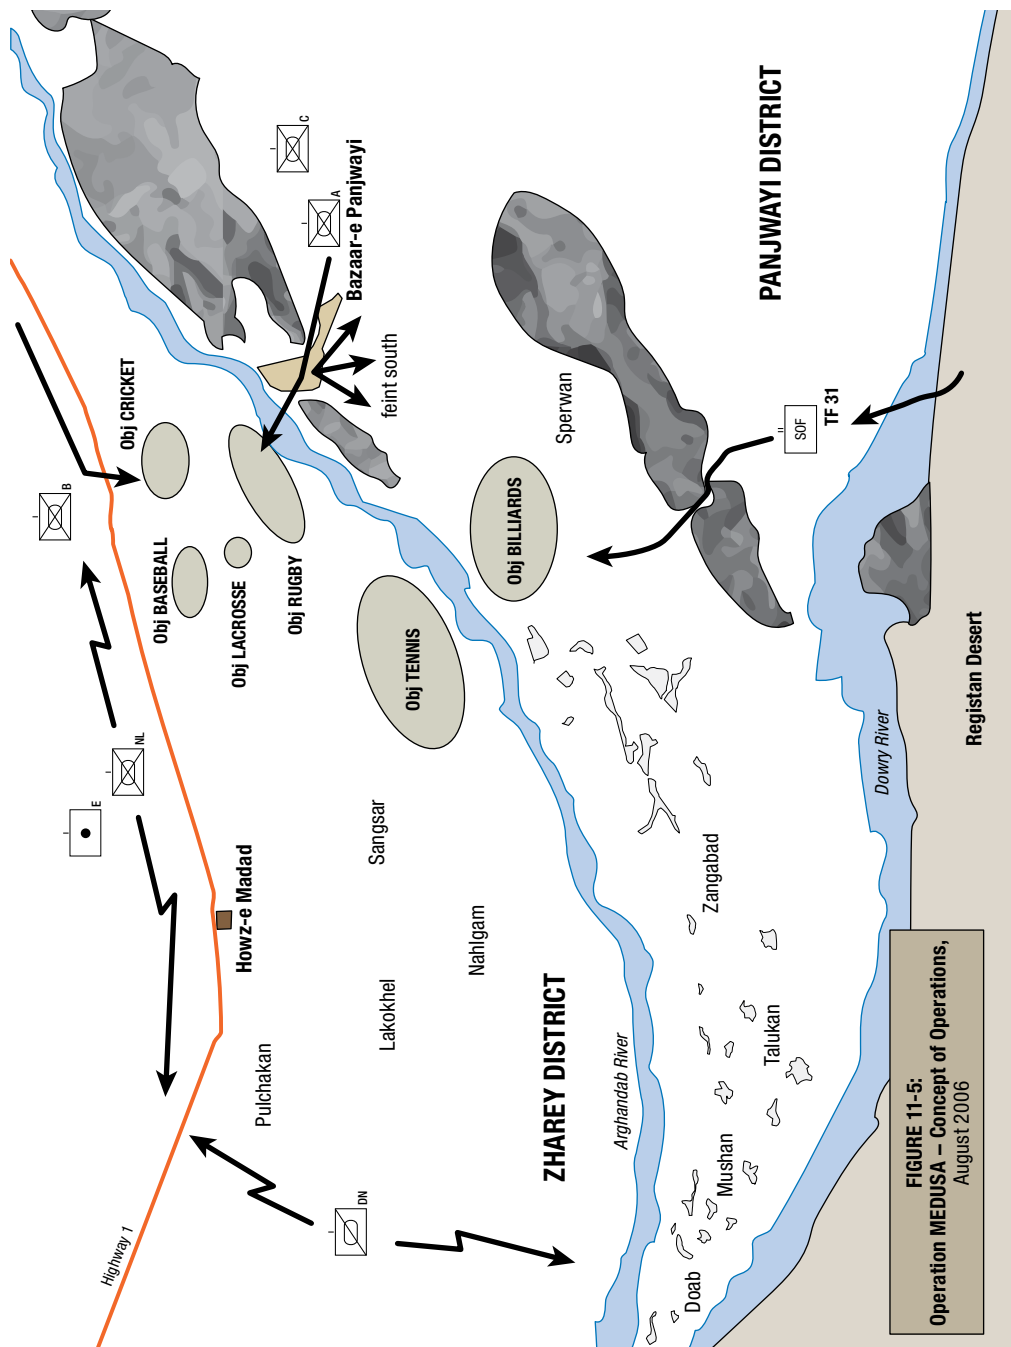 Highway 1
DN
Pulchakan
Howz-e Madad
E
NL
B
Obj CRICKET
Obj BASEBALL
Obj LACROSSE
Obj RUGBY
C
A
Bazaar-e Panjwayi
feint south
Lakokhel
Sangsar
Nahlgam
Obj TENNIS
Obj BILLIARDS
Sperwan
ZHAREY DISTRICT
PANJWAYI DISTRICT
Arghandab River
Doab
Mushan
Talukan
Zangabad
SOF
II
TF 31
Dowry River
Registan Desert
FIGURE 11-5:
Operation MEDUSA – Concept of Operations,
August 2006
I
I
I
I
I
I